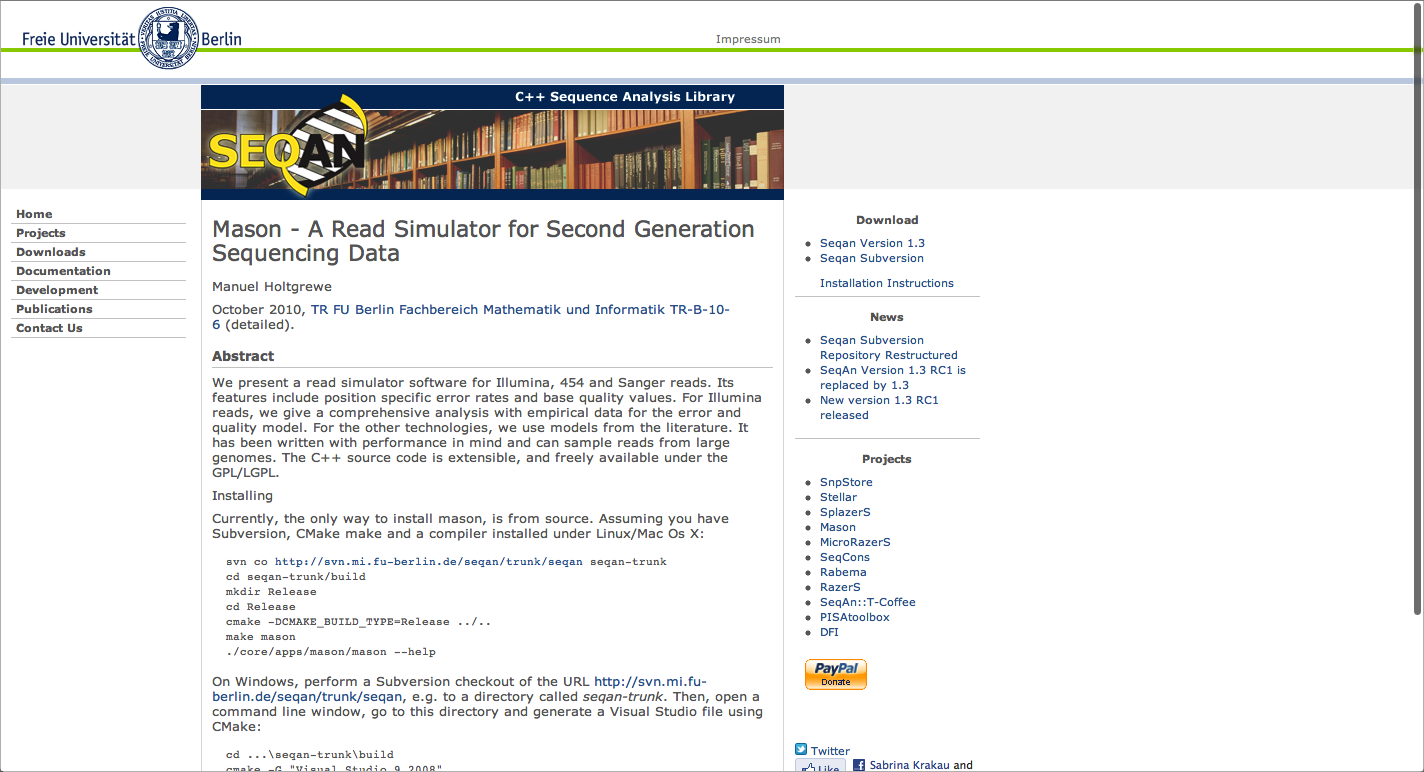 Freie Universität Berlin
Impressum
C++ Sequence Analysis Library
SEQAN
Home
Projects
Downloads
Documentation
Development
Publications
Contact Us
Mason - A Read Simulator for Second Generation
Sequencing Data
Manuel Holtgrewe
October 2010, TR FU Berlin Fachbereich Mathematik und Informatik TR-B-10-
6 (detailed).
Abstract
We present a read simulator software for Illumina, 454 and Sanger reads. Its
features include position specific error rates and base quality values. For Illumina
reads, we give a comprehensive analysis with empirical data for the error and
quality model. For the other technologies, we use models from the literature. It
has been written with performance in mind and can sample reads from large
genomes. The C++ source code is extensible, and freely available under the
GPL/LGPL.
Installing
Currently, the only way to install mason, is from source. Assuming you have
Subversion, CMake make and a compiler installed under Linux/Mac Os X:
svn co http://svn.mi.fu-berlin.de/seqan/trunk/seqan seqan-trunk
cd seqan-trunk/build
mkdir Release
cd Release
cmake -DCMAKE_BUILD_TYPE=Release ../..
make mason
./core/apps/mason/mason --help
On Windows, perform a Subversion checkout of the URL http://svn.mi.fu-
berlin.de/seqan/trunk/seqan, e.g. to a directory called seqan-trunk. Then, open a
command line window, go to this directory and generate a Visual Studio file using
CMake:
cd ...\seqan-trunk\build
cmake -G "Visual Studio 9 2008"
Download
Seqan Version 1.3
Seqan Subversion
Installation Instructions
News
Seqan Subversion
Repository Restructured
SeqAn Version 1.3 RC1 is
replaced by 1.3
New version 1.3 RC1
released
Projects
SnpStore
Stellar
SplazerS
Mason
MicroRazerS
SeqCons
Rabema
RazerS
SeqAn::T-Coffee
PISAtoolbox
DFI
PayPal
Donate
Twitter
Like
Sabrina Krakau and